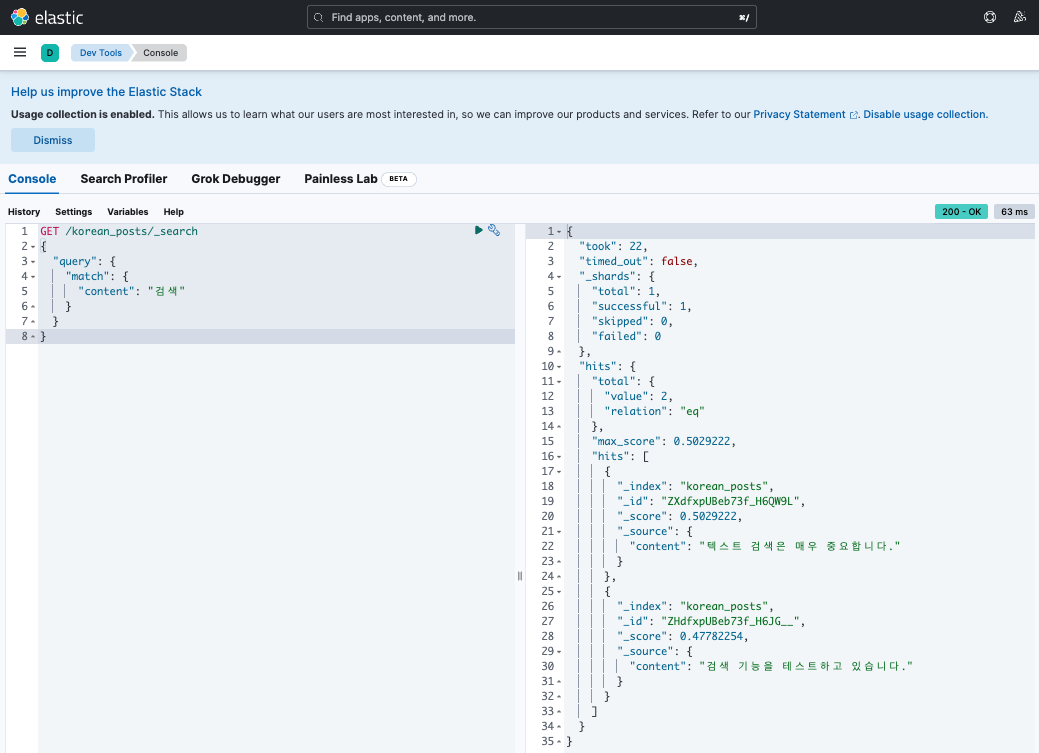 elastic
Find apps, content, and more.
⌘/
D
Dev Tools
Console
Help us improve the Elastic Stack
Usage collection is enabled. This allows us to learn what our users are most interested in, so we can improve our products and services. Refer to our Privacy Statement. Disable usage collection.
Dismiss
Console Search Profiler Grok Debugger Painless Lab BETA
History Settings Variables Help
200 - OK 63 ms
1 GET /korean_posts/_search
2 {
3 "query": {
4 "match": {
5 "content": "검색"
6 }
7 }
8 }
1 {
2 "took": 22,
3 "timed_out": false,
4 "_shards": {
5 "total": 1,
6 "successful": 1,
7 "skipped": 0,
8 "failed": 0
9 },
10 "hits": {
11 "total": {
12 "value": 2,
13 "relation": "eq"
14 },
15 "max_score": 0.5029222,
16 "hits": [
17 {
18 "_index": "korean_posts",
19 "_id": "ZXdfxpUBeb73f_H6QW9L",
20 "_score": 0.5029222,
21 "_source": {
22 "content": "텍스트 검색은 매우 중요합니다."
23 }
24 },
25 {
26 "_index": "korean_posts",
27 "_id": "ZHdfxpUBeb73f_H6JG__",
28 "_score": 0.47782254,
29 "_source": {
30 "content": "검색 기능을 테스트하고 있습니다."
31 }
32 }
33 ]
34 }
35 }